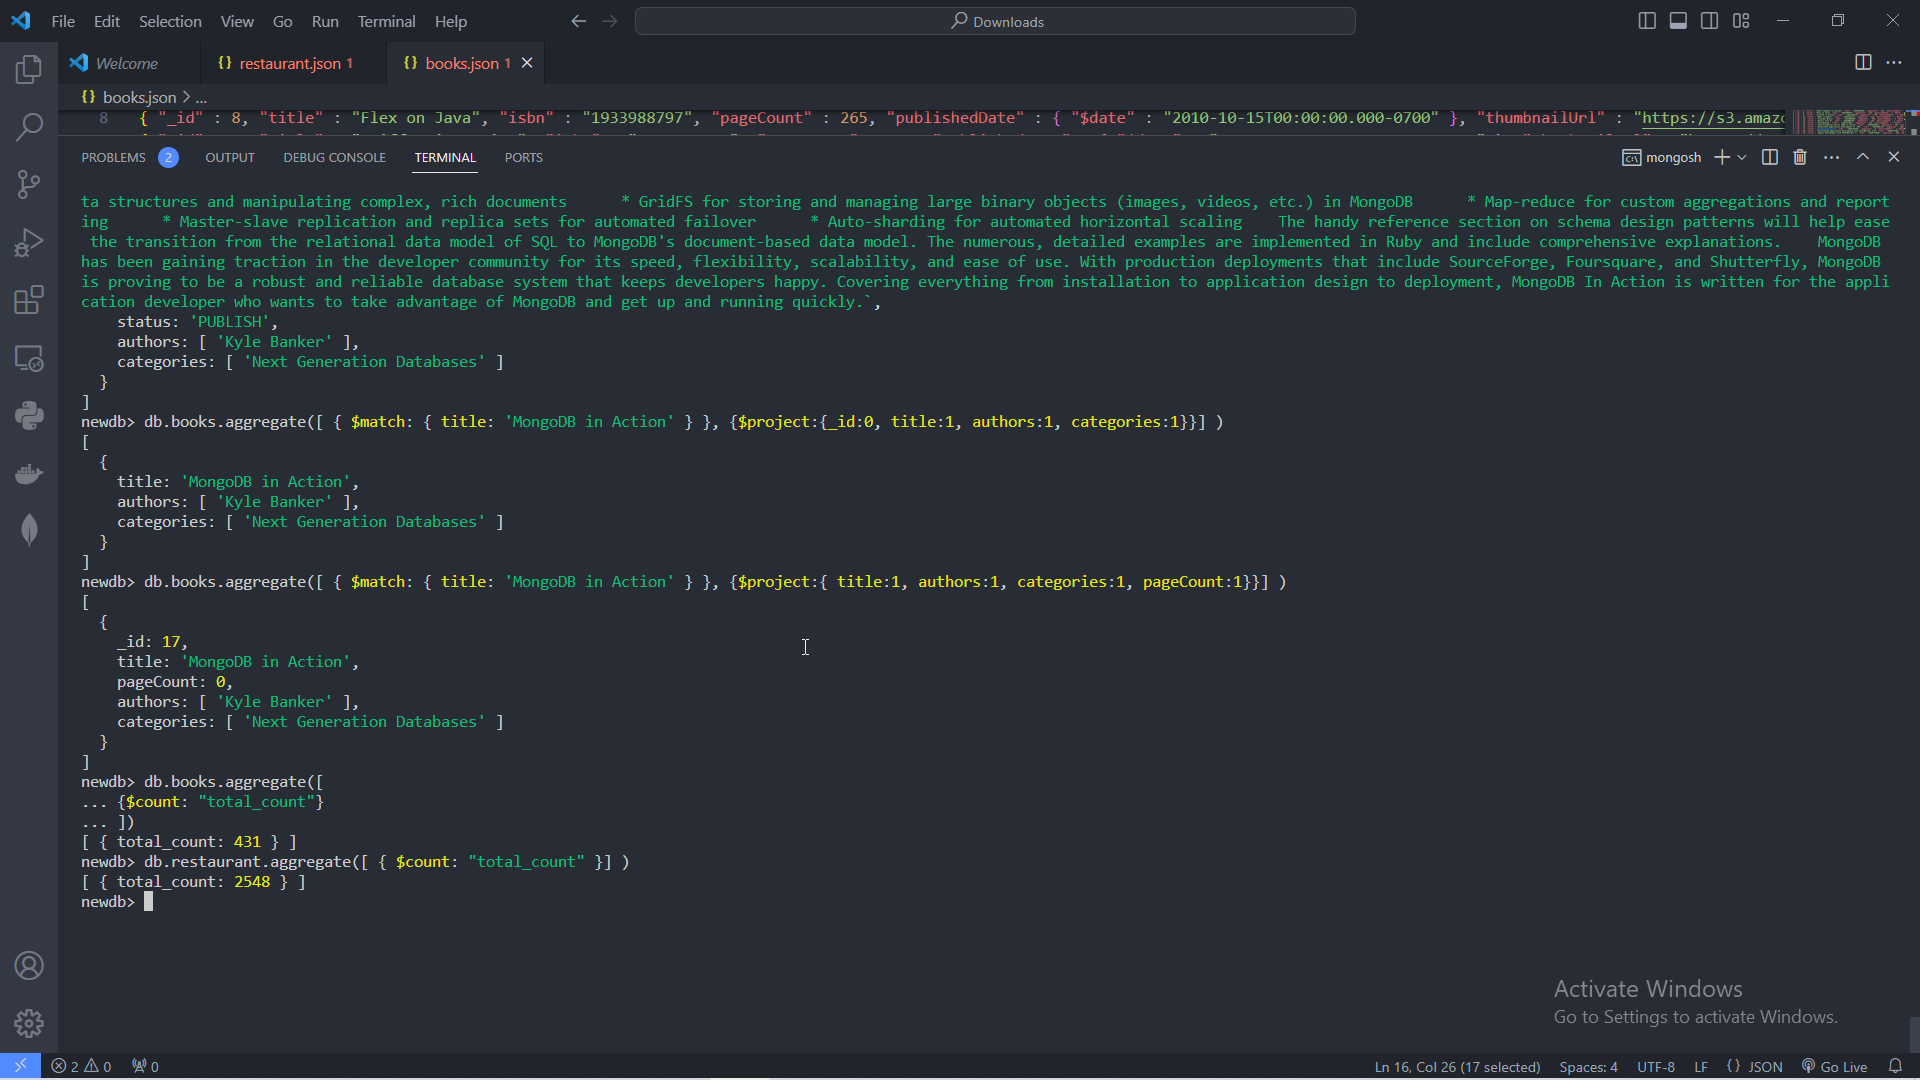 File Edit Selection View Go Run Terminal Help
Downloads
Welcome
{} restaurant.json 1
{} books.json 1
{} books.json > ...
8 { "_id" : 8, "title" : "Flex on Java", "isbn" : "1933988797", "pageCount" : 265, "publishedDate" : { "$date" : "2010-10-15T00:00:00.000-0700" }, "thumbnailUrl" : "https://s3.amaz
PROBLEMS 2 OUTPUT DEBUG CONSOLE TERMINAL PORTS
mongosh
ta structures and manipulating complex, rich documents * GridFS for storing and managing large binary objects (images, videos, etc.) in MongoDB * Map-reduce for custom aggregations and report
ing * Master-slave replication and replica sets for automated failover * Auto-sharding for automated horizontal scaling The handy reference section on schema design patterns will help ease
the transition from the relational data model of SQL to MongoDB's document-based data model. The numerous, detailed examples are implemented in Ruby and include comprehensive explanations. MongoDB
has been gaining traction in the developer community for its speed, flexibility, scalability, and ease of use. With production deployments that include SourceForge, Foursquare, and Shutterfly, MongoDB
is proving to be a robust and reliable database system that keeps developers happy. Covering everything from installation to application design to deployment, MongoDB In Action is written for the appli
cation developer who wants to take advantage of MongoDB and get up and running quickly.`,
status: 'PUBLISH',
authors: [ 'Kyle Banker' ],
categories: [ 'Next Generation Databases' ]
}
]
newdb> db.books.aggregate([ { $match: { title: 'MongoDB in Action' } }, {$project:{_id:0, title:1, authors:1, categories:1}}] )
[
{
title: 'MongoDB in Action',
authors: [ 'Kyle Banker' ],
categories: [ 'Next Generation Databases' ]
}
]
newdb> db.books.aggregate([ { $match: { title: 'MongoDB in Action' } }, {$project:{ title:1, authors:1, categories:1, pageCount:1}}] )
[
{
_id: 17,
title: 'MongoDB in Action',
pageCount: 0,
authors: [ 'Kyle Banker' ],
categories: [ 'Next Generation Databases' ]
}
]
newdb> db.books.aggregate([
... {$count: "total_count"}
... ])
[ { total_count: 431 } ]
newdb> db.restaurant.aggregate([ { $count: "total_count" }] )
[ { total_count: 2548 } ]
newdb>
Activate Windows
Go to Settings to activate Windows.
2 0 0
Ln 16, Col 26 (17 selected) Spaces: 4 UTF-8 LF {} JSON Go Live